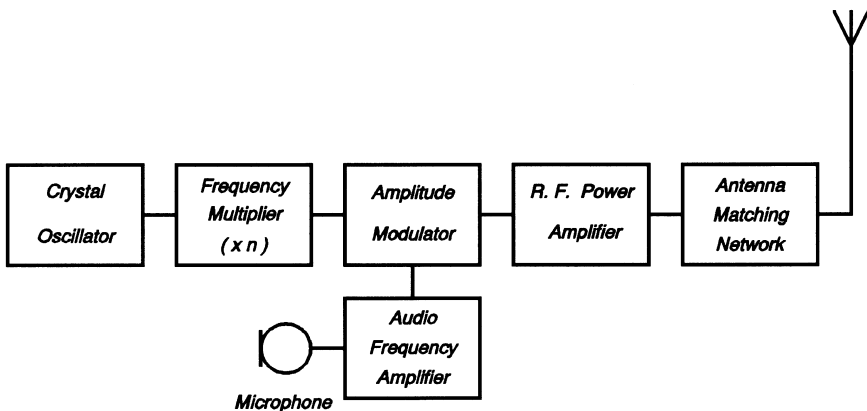 Crystal
Oscillator
Frequency
Multiplier
( x n )
Amplitude
Modulator
R. F. Power
Amplifier
Antenna
Matching
Network
Audio
Frequency
Amplifier
Microphone